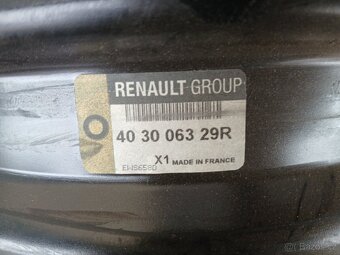 RENAULT GROUP
40 30 063 29R
X1 MADE IN FRANCE